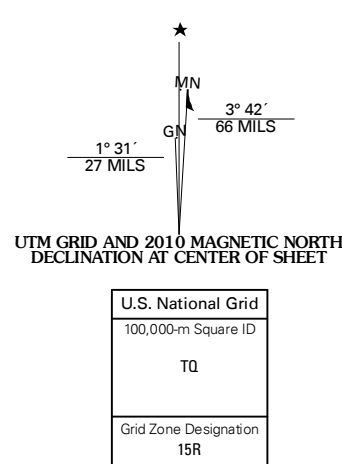 ★
MN
3° 42´
66 MILS
GN
1° 31´
27 MILS
UTM GRID AND 2010 MAGNETIC NORTH
DECLINATION AT CENTER OF SHEET
U.S. National Grid
100,000-m Square ID
TQ
Grid Zone Designation
15R